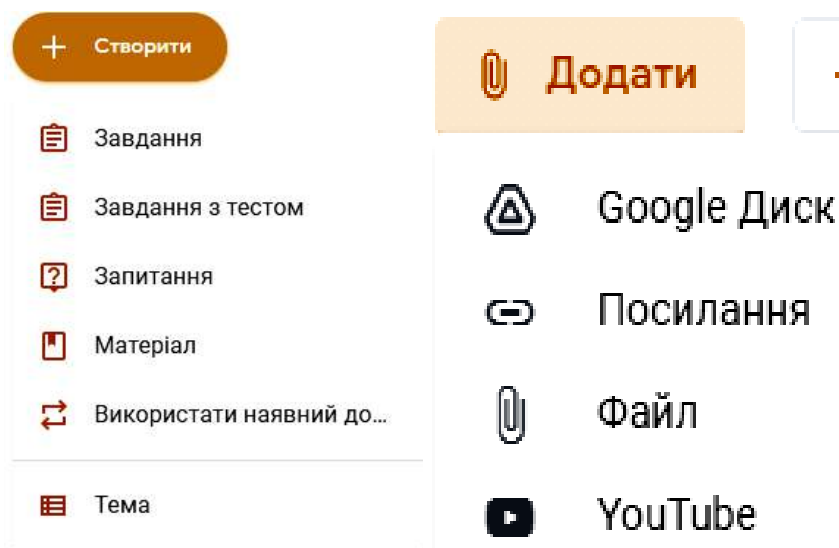 Створити
Завдання
Завдання з тестом
Запитання
Матеріал
Використати наявний до...
Тема
Додати
Google Диск
Посилання
Файл
YouTube